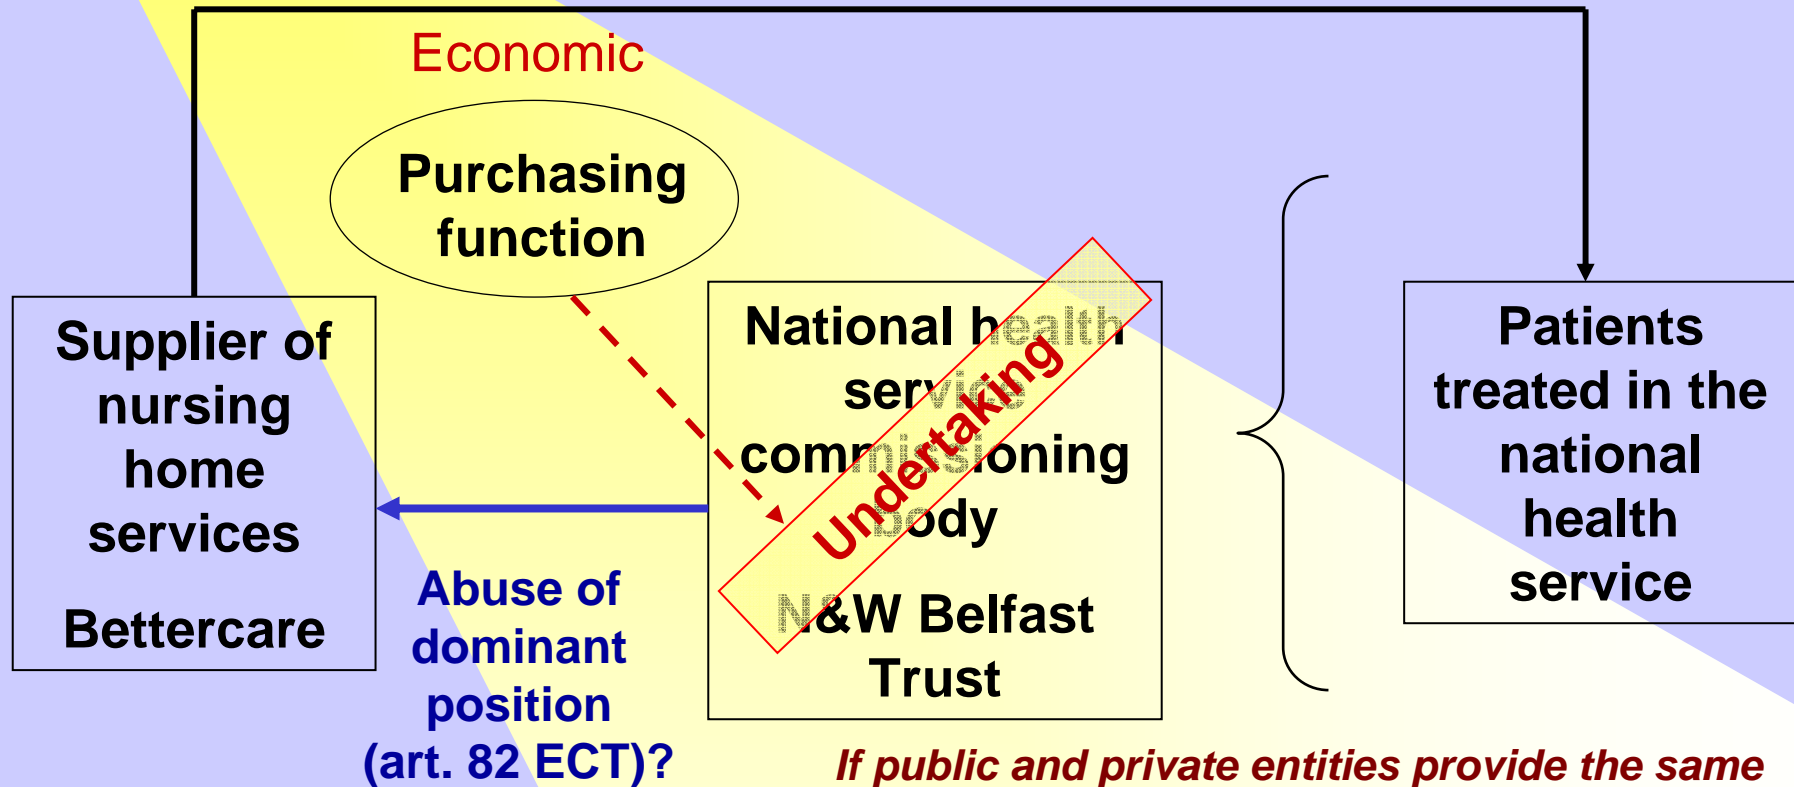 Economic
Purchasing
function
Supplier of
nursing
home
services
Bettercare
Abuse of
dominant
position
(art. 82 ECT)?
National health
service
commissioning
body
N&W Belfast
Trust
Undertaking
Patients
treated in the
national
health
service
If public and private entities provide the same